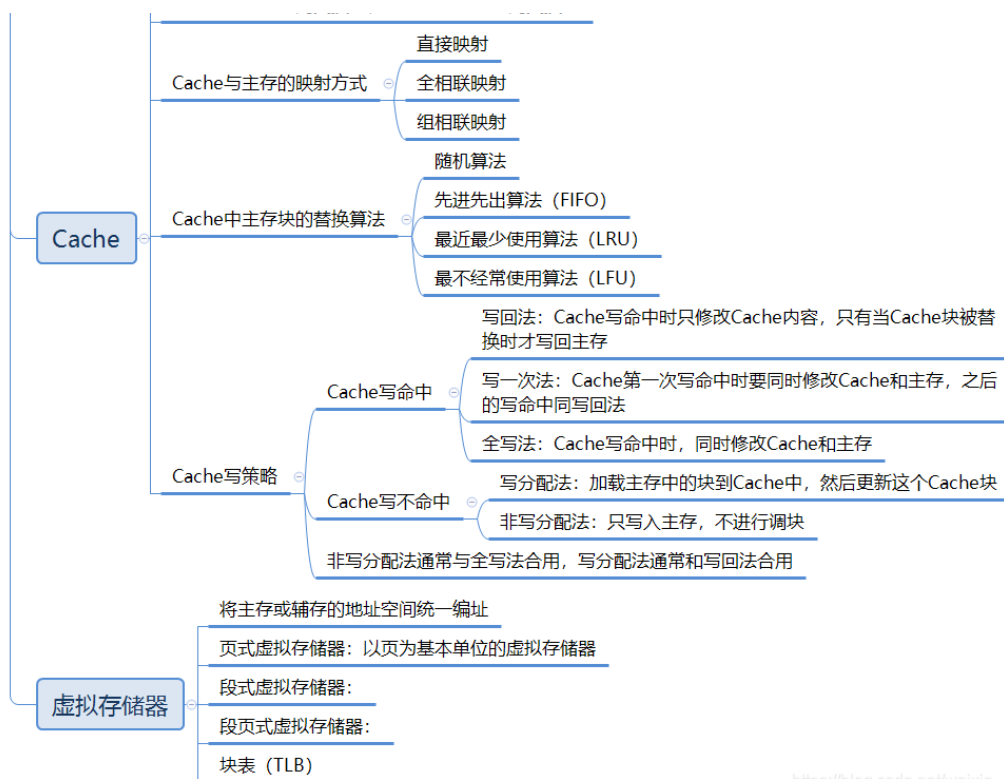 Cache与主存的映射方式
直接映射
全相联映射
组相联映射
Cache
Cache中主存块的替换算法
随机算法
先进先出算法（FIFO）
最近最少使用算法（LRU）
最不经常使用算法（LFU）
Cache写策略
Cache写命中
写回法：Cache写命中时只修改Cache内容，只有当Cache块被替
换时才写回主存
写一次法：Cache第一次写命中时要同时修改Cache和主存，之后
的写命中同写回法
全写法：Cache写命中时，同时修改Cache和主存
Cache写不命中
写分配法：加载主存中的块到Cache中，然后更新这个Cache块
非写分配法：只写入主存，不进行调块
非写分配法通常与全写法合用，写分配法通常和写回法合用
虚拟存储器
将主存或辅存的地址空间统一编址
页式虚拟存储器：以页为基本单位的虚拟存储器
段式虚拟存储器：
段页式虚拟存储器：
块表（TLB）